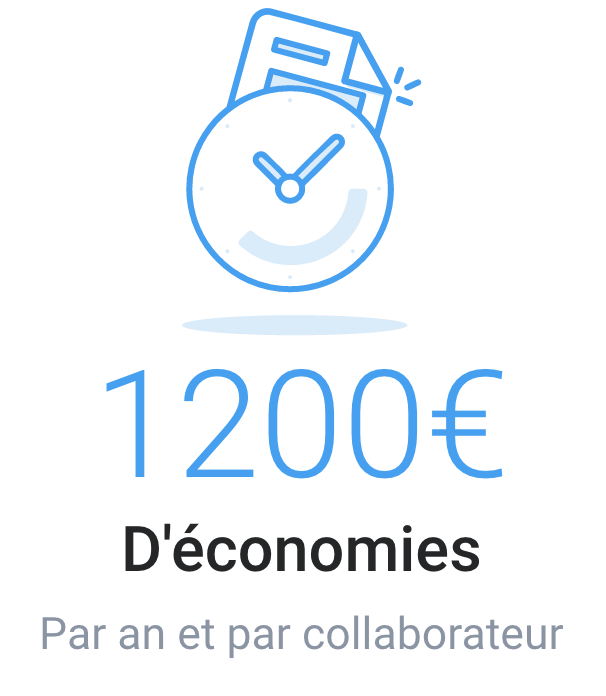 1200€
D'économies
Par an et par collaborateur